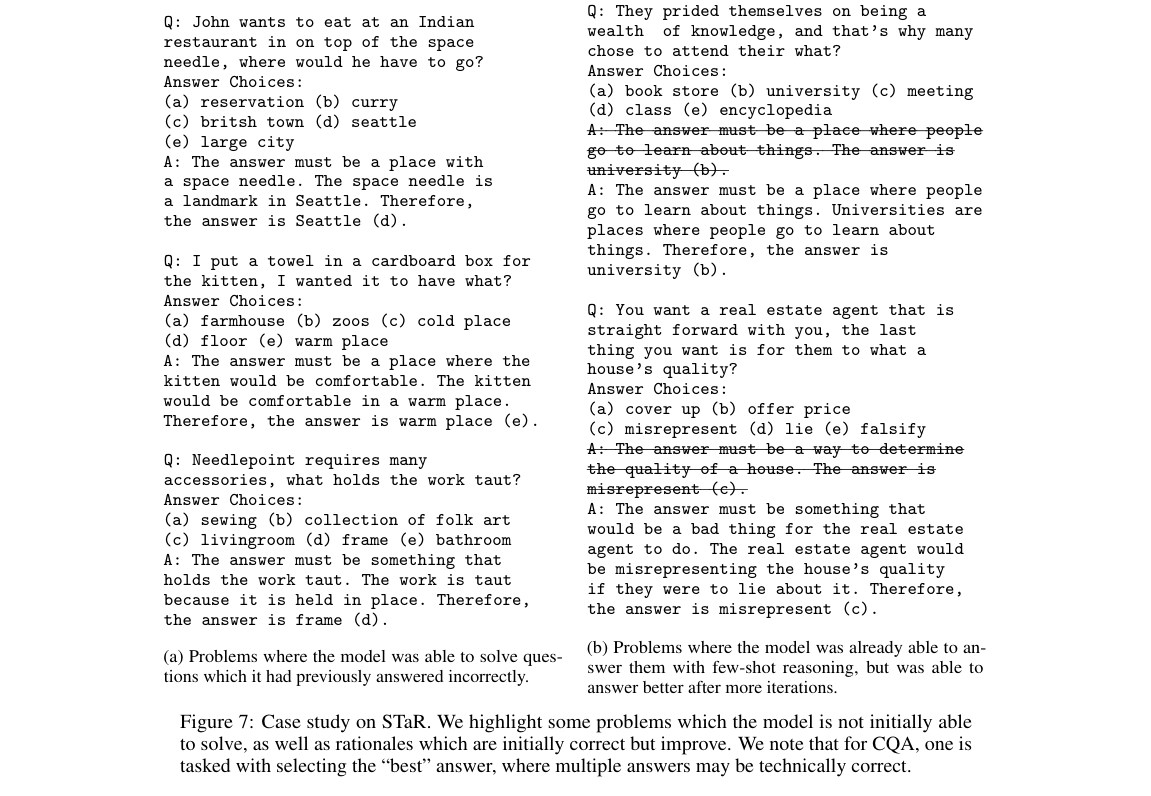 Q: John wants to eat at an Indian
restaurant in on top of the space
needle, where would he have to go?
Answer Choices:
(a) reservation (b) curry
(c) britsh town (d) seattle
(e) large city
A: The answer must be a place with
a space needle. The space needle is
a landmark in Seattle. Therefore,
the answer is Seattle (d).
Q: I put a towel in a cardboard box for
the kitten, I wanted it to have what?
Answer Choices:
(a) farmhouse (b) zoos (c) cold place
(d) floor (e) warm place
A: The answer must be a place where the
kitten would be comfortable. The kitten
would be comfortable in a warm place.
Therefore, the answer is warm place (e).
Q: Needlepoint requires many
accessories, what holds the work taut?
Answer Choices:
(a) sewing (b) collection of folk art
(c) livingroom (d) frame (e) bathroom
A: The answer must be something that
holds the work taut. The work is taut
because it is held in place. Therefore,
the answer is frame (d).
(a) Problems where the model was able to solve ques-
tions which it had previously answered incorrectly.
Q: They prided themselves on being a
wealth  of knowledge, and that's why many
chose to attend their what?
Answer Choices:
(a) book store (b) university (c) meeting
(d) class (e) encyclopedia
A: The answer must be a place where people
go to learn about things. The answer is
university (b).
A: The answer must be a place where people
go to learn about things. Universities are
places where people go to learn about
things. Therefore, the answer is
university (b).
Q: You want a real estate agent that is
straight forward with you, the last
thing you want is for them to what a
house's quality?
Answer Choices:
(a) cover up (b) offer price
(c) misrepresent (d) lie (e) falsify
A: The answer must be a way to determine
the quality of a house. The answer is
misrepresent (c).
A: The answer must be something that
would be a bad thing for the real estate
agent to do. The real estate agent would
be misrepresenting the house's quality
if they were to lie about it. Therefore,
the answer is misrepresent (c).
(b) Problems where the model was already able to an-
swer them with few-shot reasoning, but was able to
answer better after more iterations.
Figure 7: Case study on STaR. We highlight some problems which the model is not initially able
to solve, as well as rationales which are initially correct but improve. We note that for CQA, one is
tasked with selecting the “best” answer, where multiple answers may be technically correct.